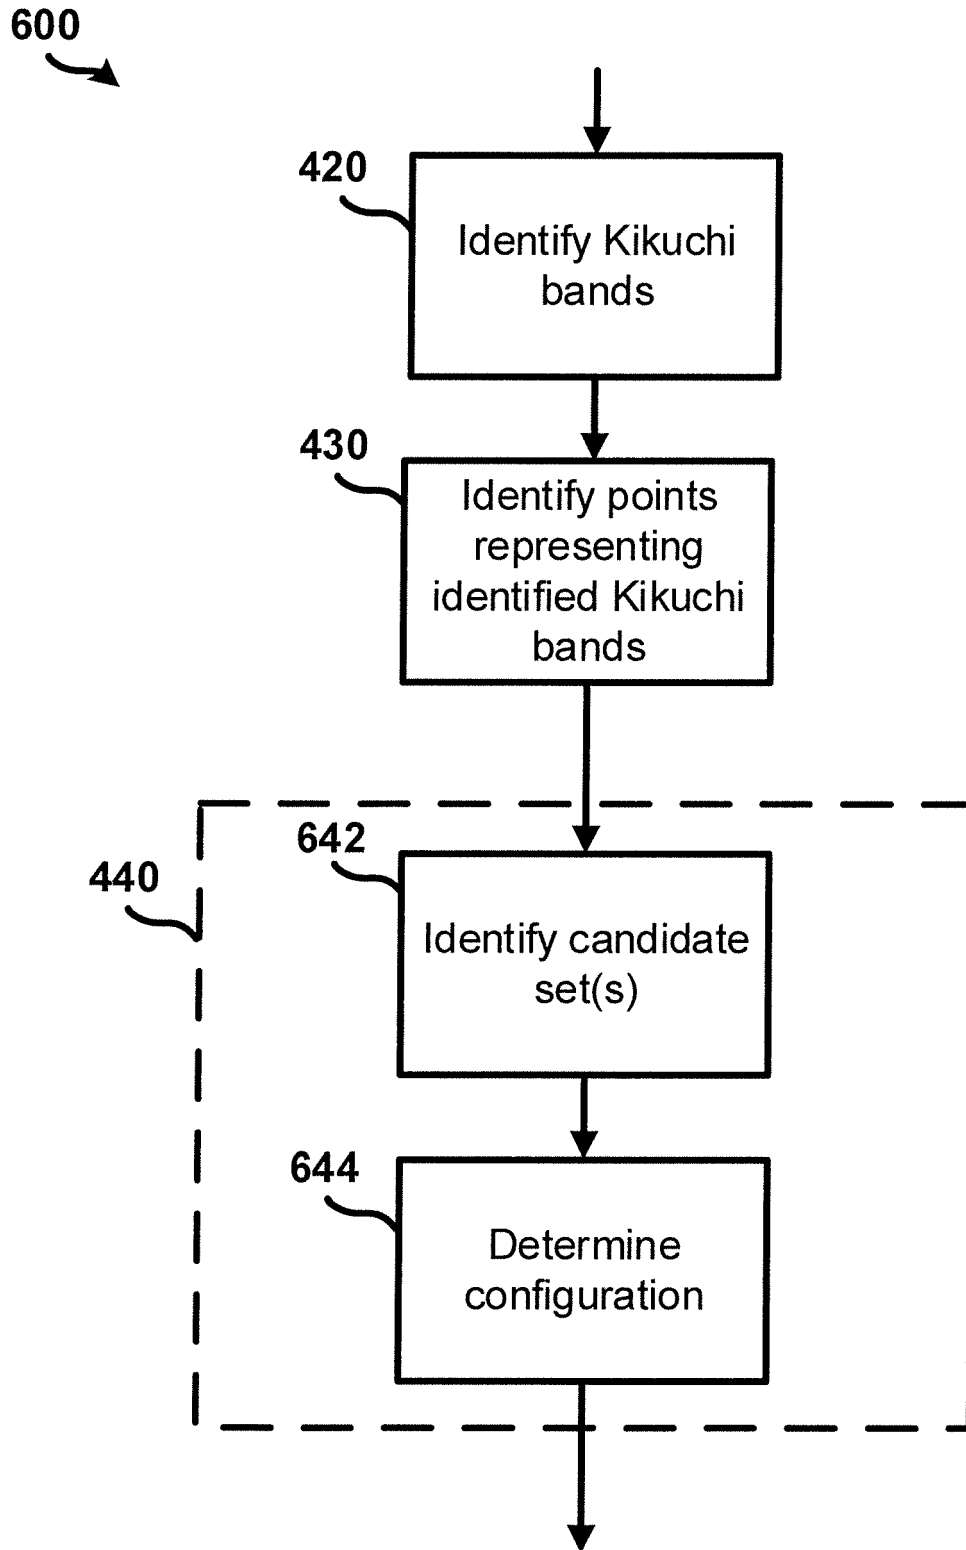 600
420
Identify Kikuchi
bands
430
Identify points
representing
identified Kikuchi
bands
642
440
Identify candidate
set(s)
644
Determine
configuration